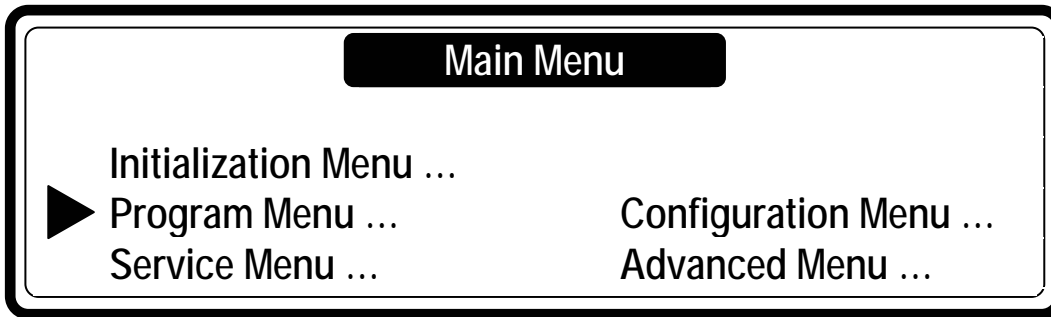 Main Menu
Initialization Menu …
Program Menu … Configuration Menu …
Service Menu … Advanced Menu …